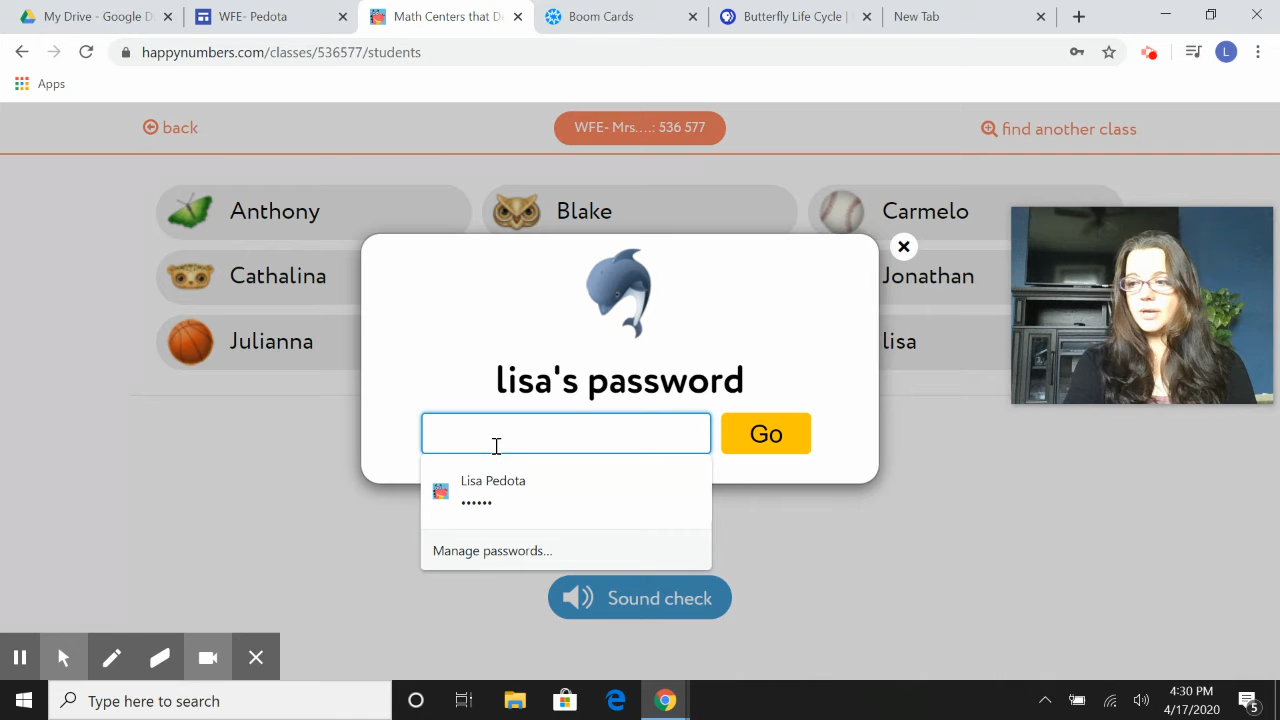 My Drive - Google D
WFE- Pedota
Math Centers that D
Boom Cards
Butterfly Life Cycle |
New Tab
happynumbers.com/classes/536577/students
L
Apps
back
WFE- Mrs....: 536 577
find another class
Anthony
Blake
Carmelo
Cathalina
Jonathan
Julianna
lisa
lisa's password
Go
Lisa Pedota
••••••
Manage passwords...
Sound check
Type here to search
4:30 PM
4/17/2020
5